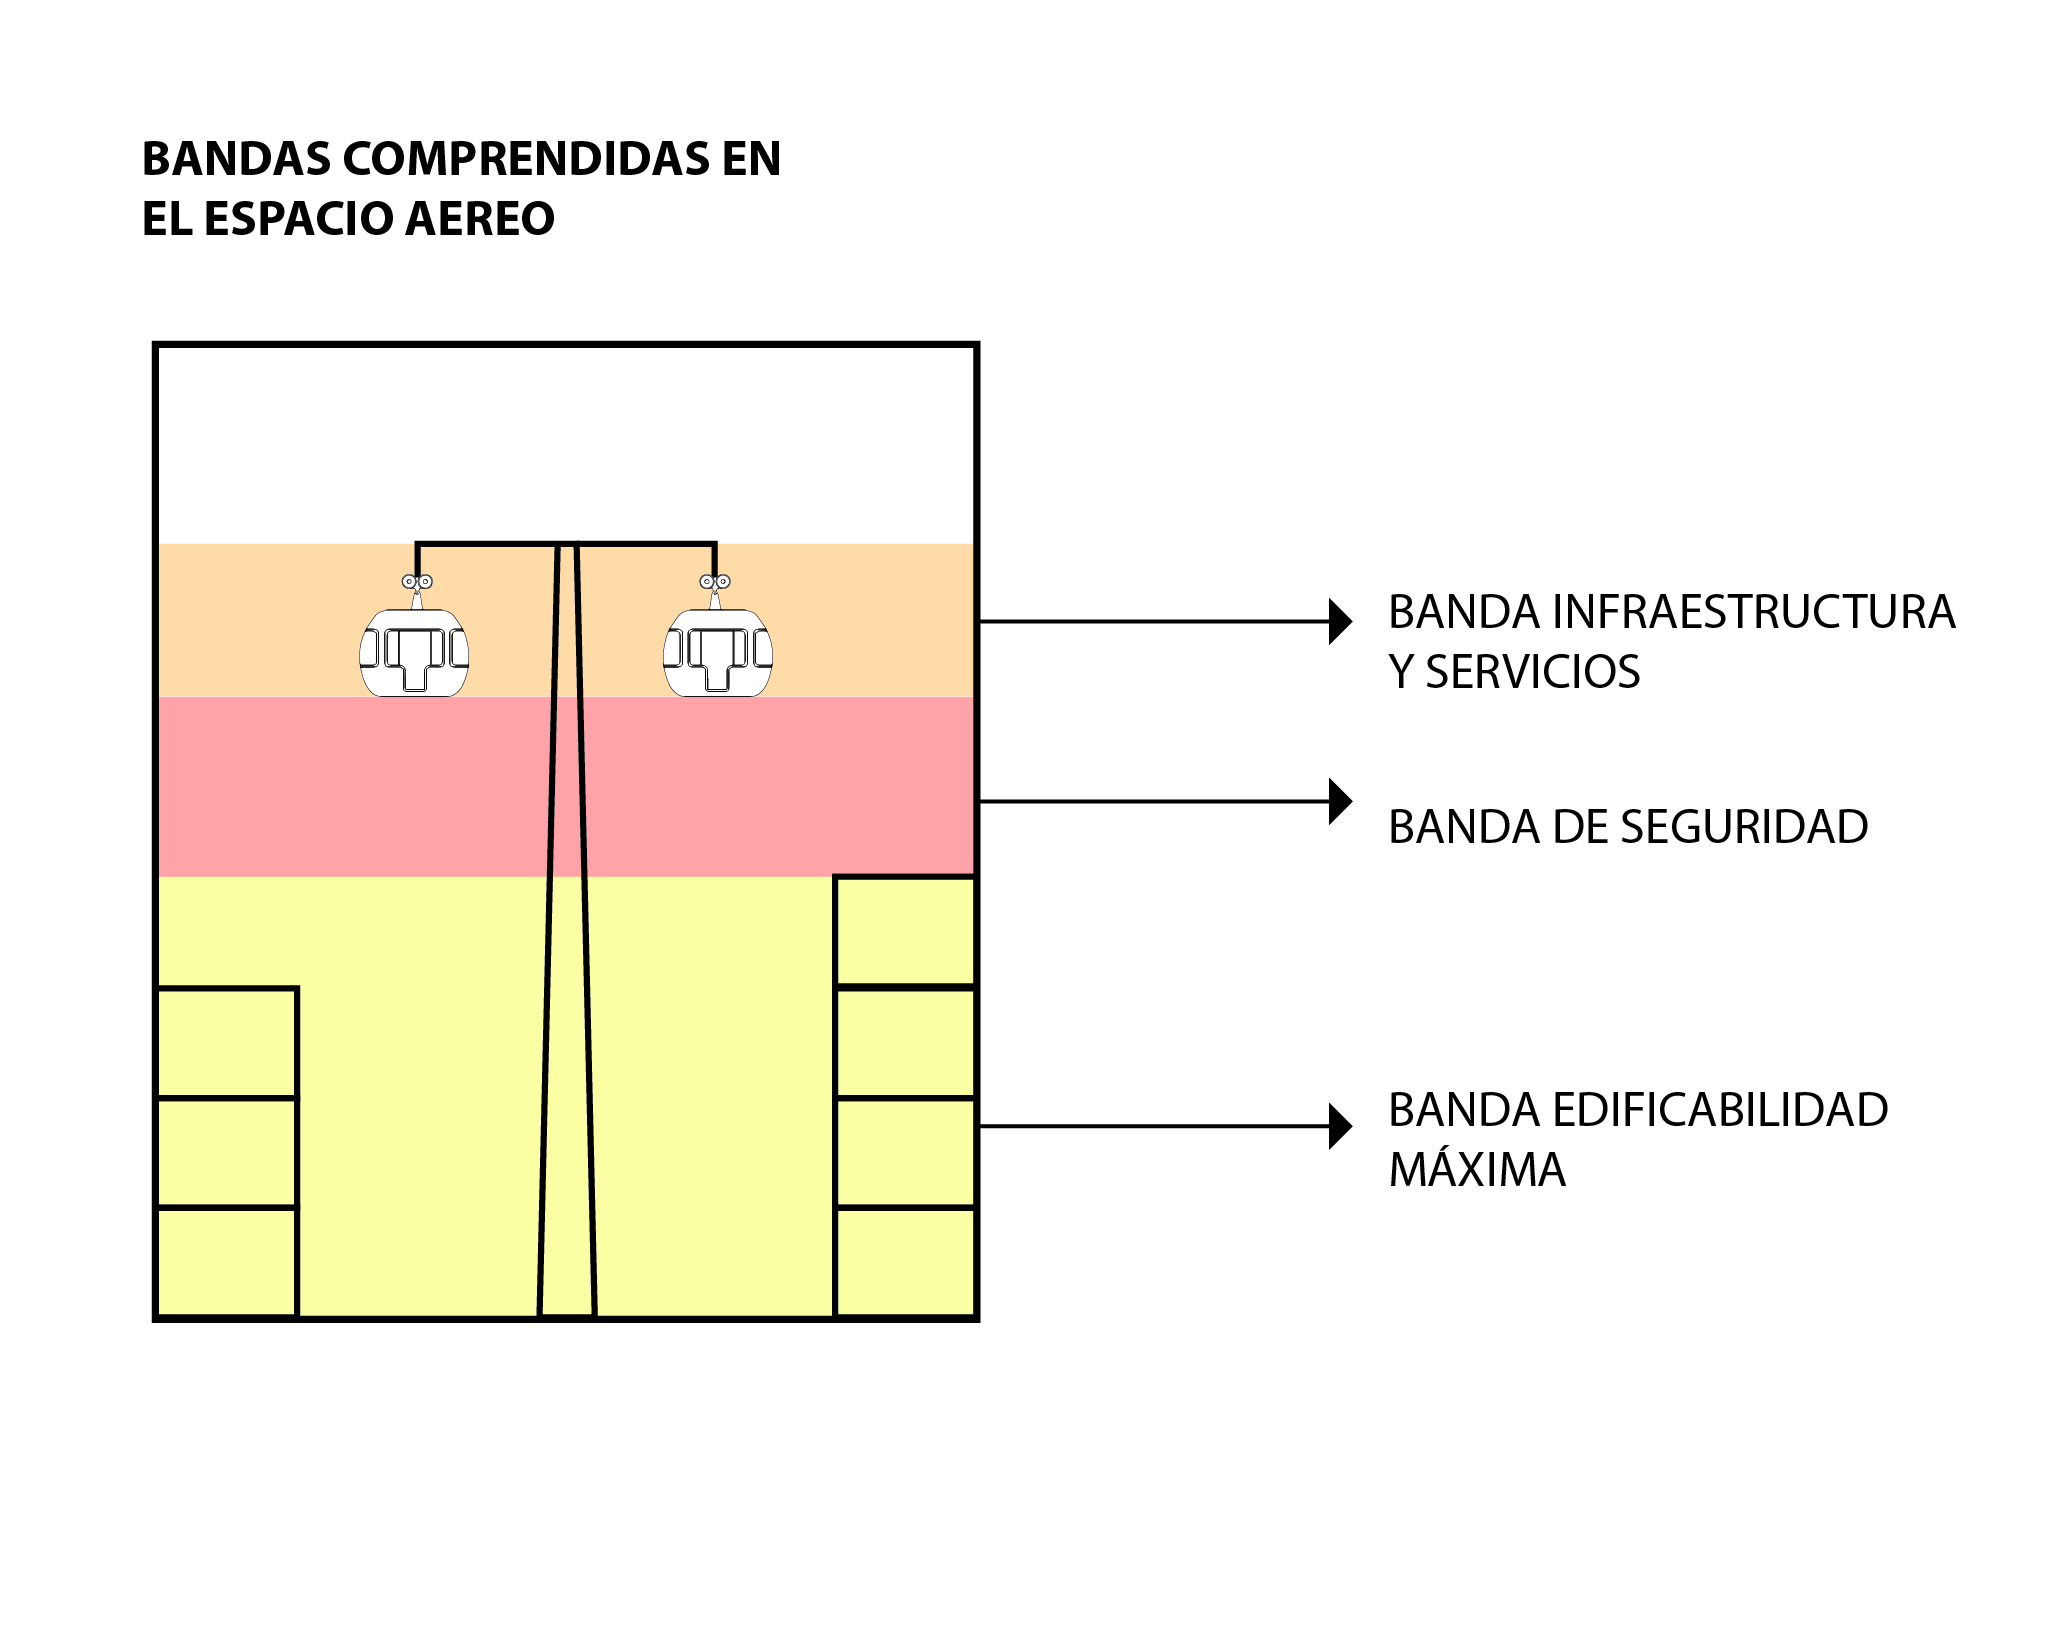 BANDAS COMPRENDIDAS EN
EL ESPACIO AEREO
BANDA INFRAESTRUCTURA
Y SERVICIOS
BANDA DE SEGURIDAD
BANDA EDIFICABILIDAD
MÁXIMA